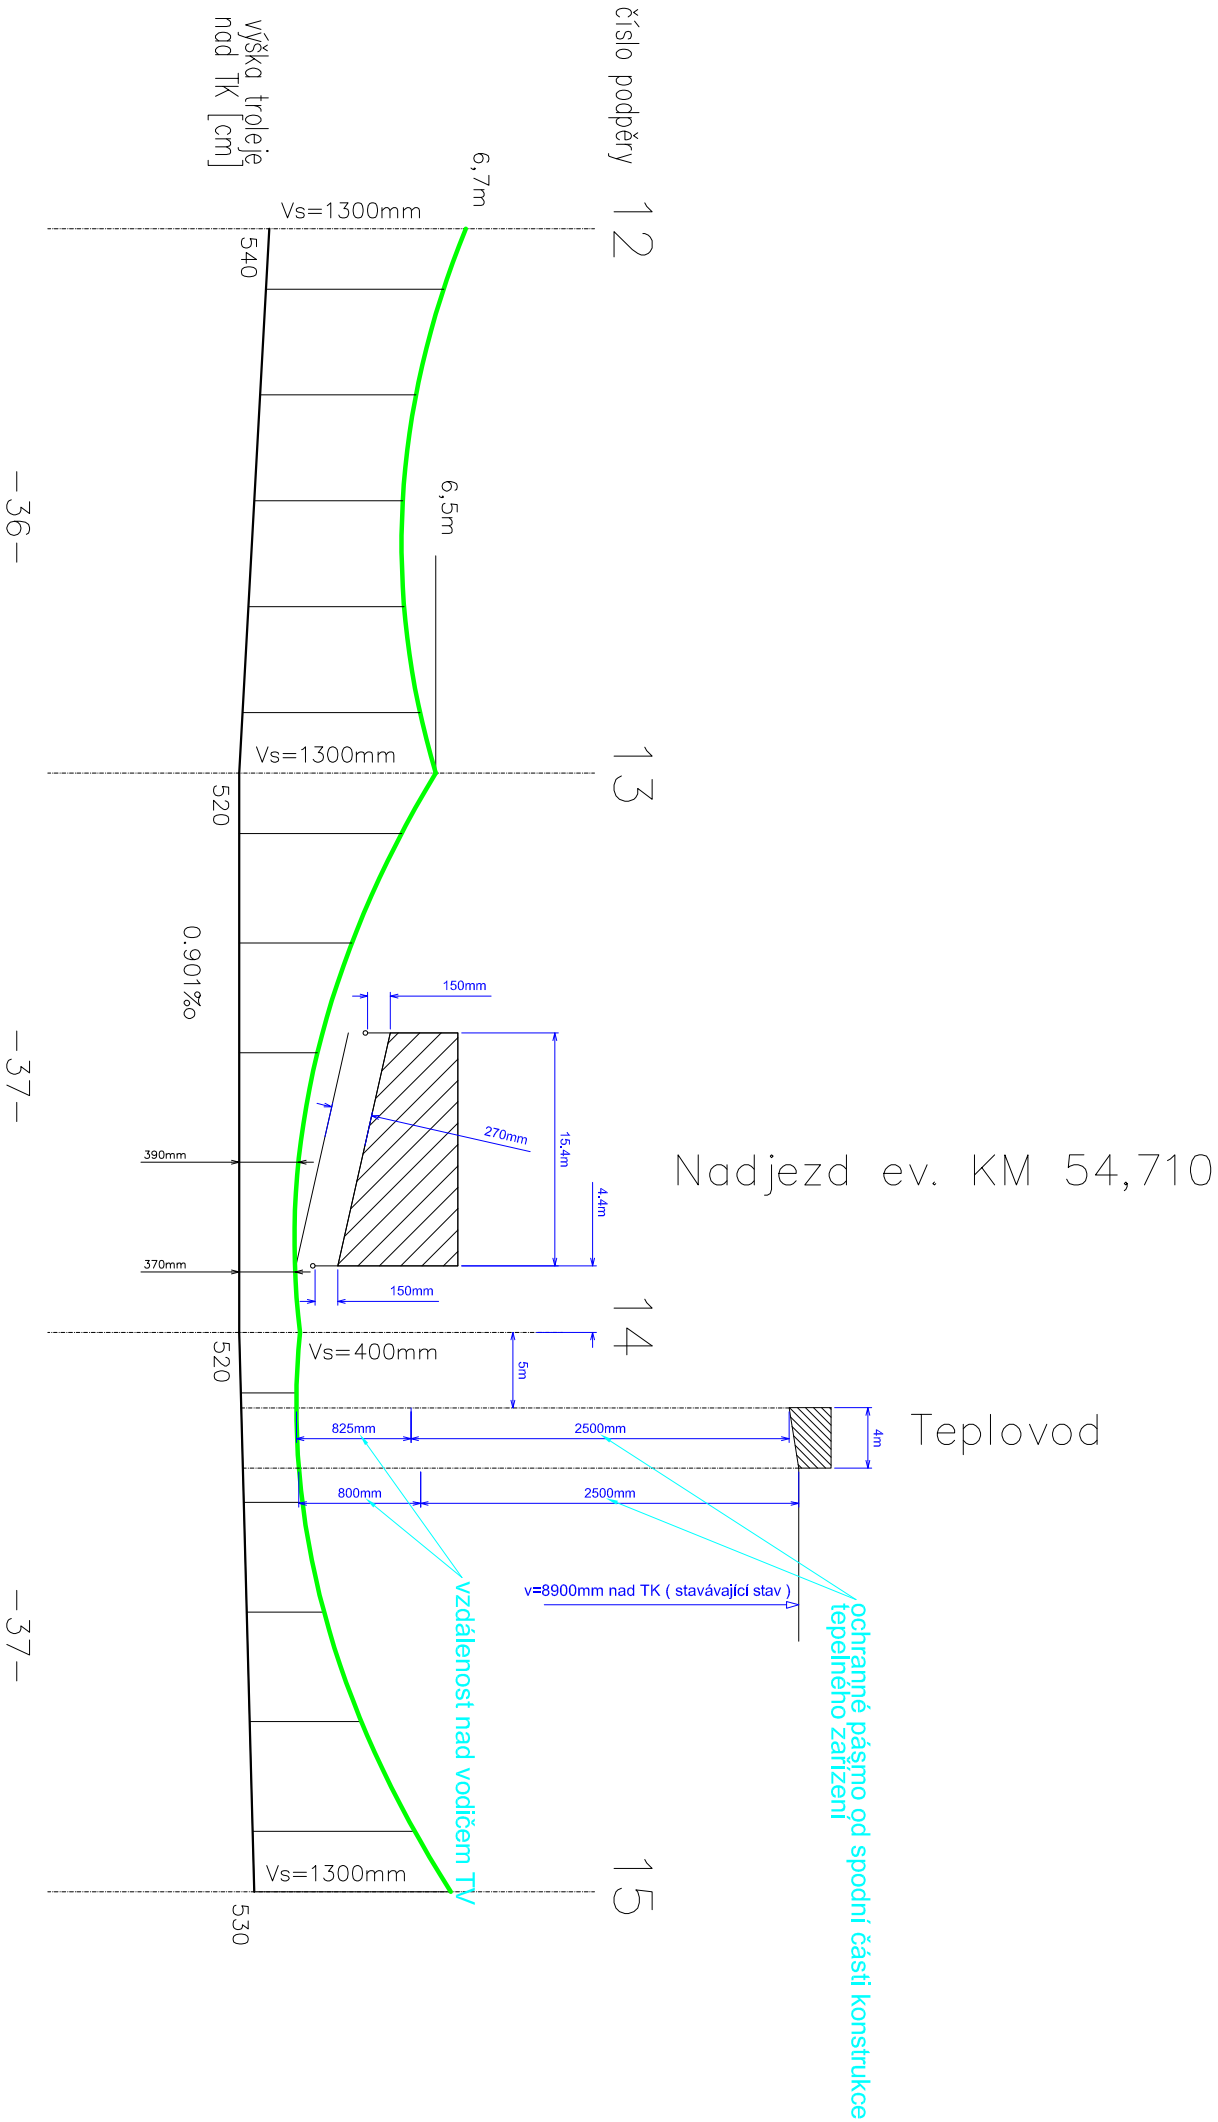 číslo podpěry
12
13
14
15
6,7m
6,5m
Vs=1300mm
Vs=1300mm
Vs=400mm
Vs=1300mm
výška troleje
nad TK [cm]
540
520
520
530
0.901‰
-36-
-37-
-37-
150mm
270mm
15.4m
4.4m
390mm
370mm
150mm
Nadjezd ev. KM 54,710
5m
4m
Teplovod
825mm
2500mm
800mm
2500mm
v=8900mm nad TK ( stavávající stav )
vzdálenost nad vodičem TV
ochranné pásmo od spodní části konstrukce
tepelného zařízení